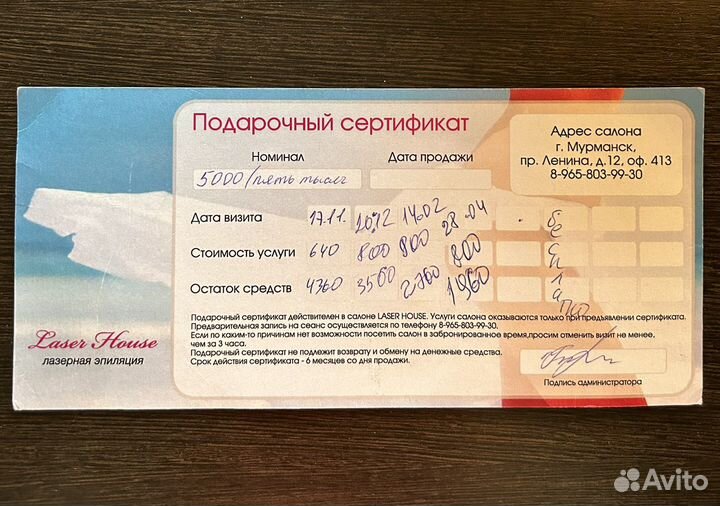 Подарочный сертификат
Номинал
Дата продажи
5000/пять тысяч
Адрес салона
г. Мурманск,
пр. Ленина, д.12, оф. 413
8-965-803-99-30
Дата визита 17.11. 20.12 14.02 28.04
Стоимость услуги 640 800 800 800
Остаток средств 4360 3560 2760 1960
Подарочный сертификат действителен в салоне LASER HOUSE. Услуги салона оказываются только при предъявлении сертификата.
Предварительная запись на сеанс осуществляется по телефону 8-965-803-99-30.
Если по каким-то причинам нет возможности посетить салон в забронированное время,просим отменить визит не менее,
чем за 3 часа.
Подарочный сертификат не подлежит возврату и обмену на денежные средства.
Срок действия сертификата - 6 месяцев со дня продажи.
Подпись администратора
Laser House
лазерная эпиляция
Avito